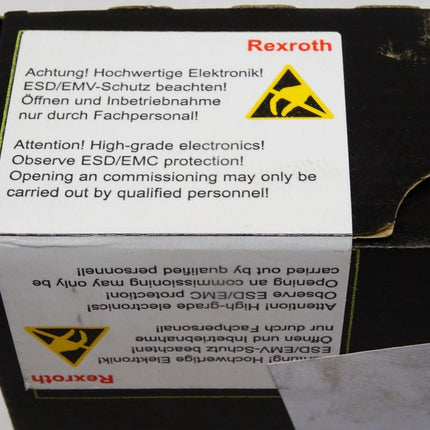 Rexroth
Achtung! Hochwertige Elektronik!
ESD/EMV-Schutz beachten!
Öffnen und Inbetriebnahme
nur durch Fachpersonal!
Attention! High-grade electronics!
Observe ESD/EMC protection!
Opening an commissioning may only be
carried out by qualified personnel!
Rexroth
Hochwertige Elektronik!
ESD/EMV-Schutz beachten!
Öffnen und Inbetriebnahme
nur durch Fachpersonal!
Attention! High-grade electronics!
Observe ESD/EMC protection!
Opening an commissioning may only be
carried out by qualified personnel!